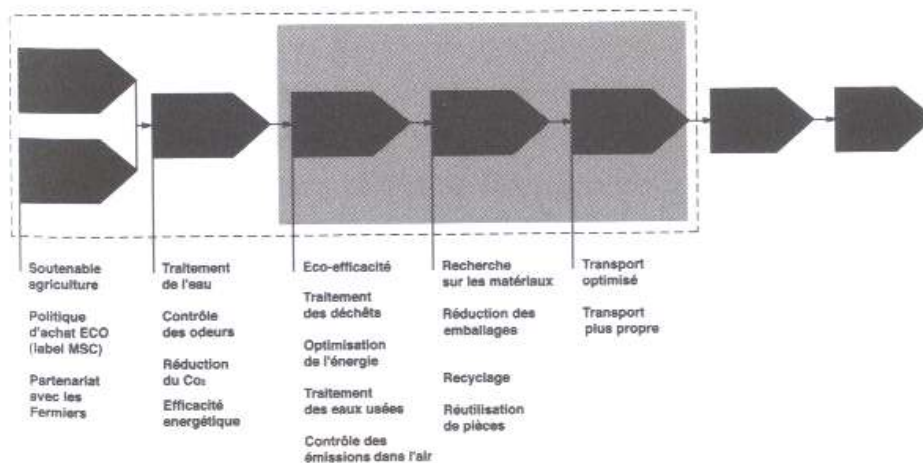 Soutenable
agriculture
Politique
d'achat ECO
(label MSC)
Partenariat
avec les
Fermiers
Traitement
de l'eau
Contrôle
des odeurs
Réduction
du Co₂
Efficacité
energétique
Eco-efficacité
Traitement
des déchêts
Optimisation
de l'énergie
Traitement
des eaux usées
Contrôle des
émissions dans l'air
Recherche
sur les matériaux
Réduction des
emballages
Recyclage
Réutilisation
de pièces
Transport
optimisé
Transport
plus propre